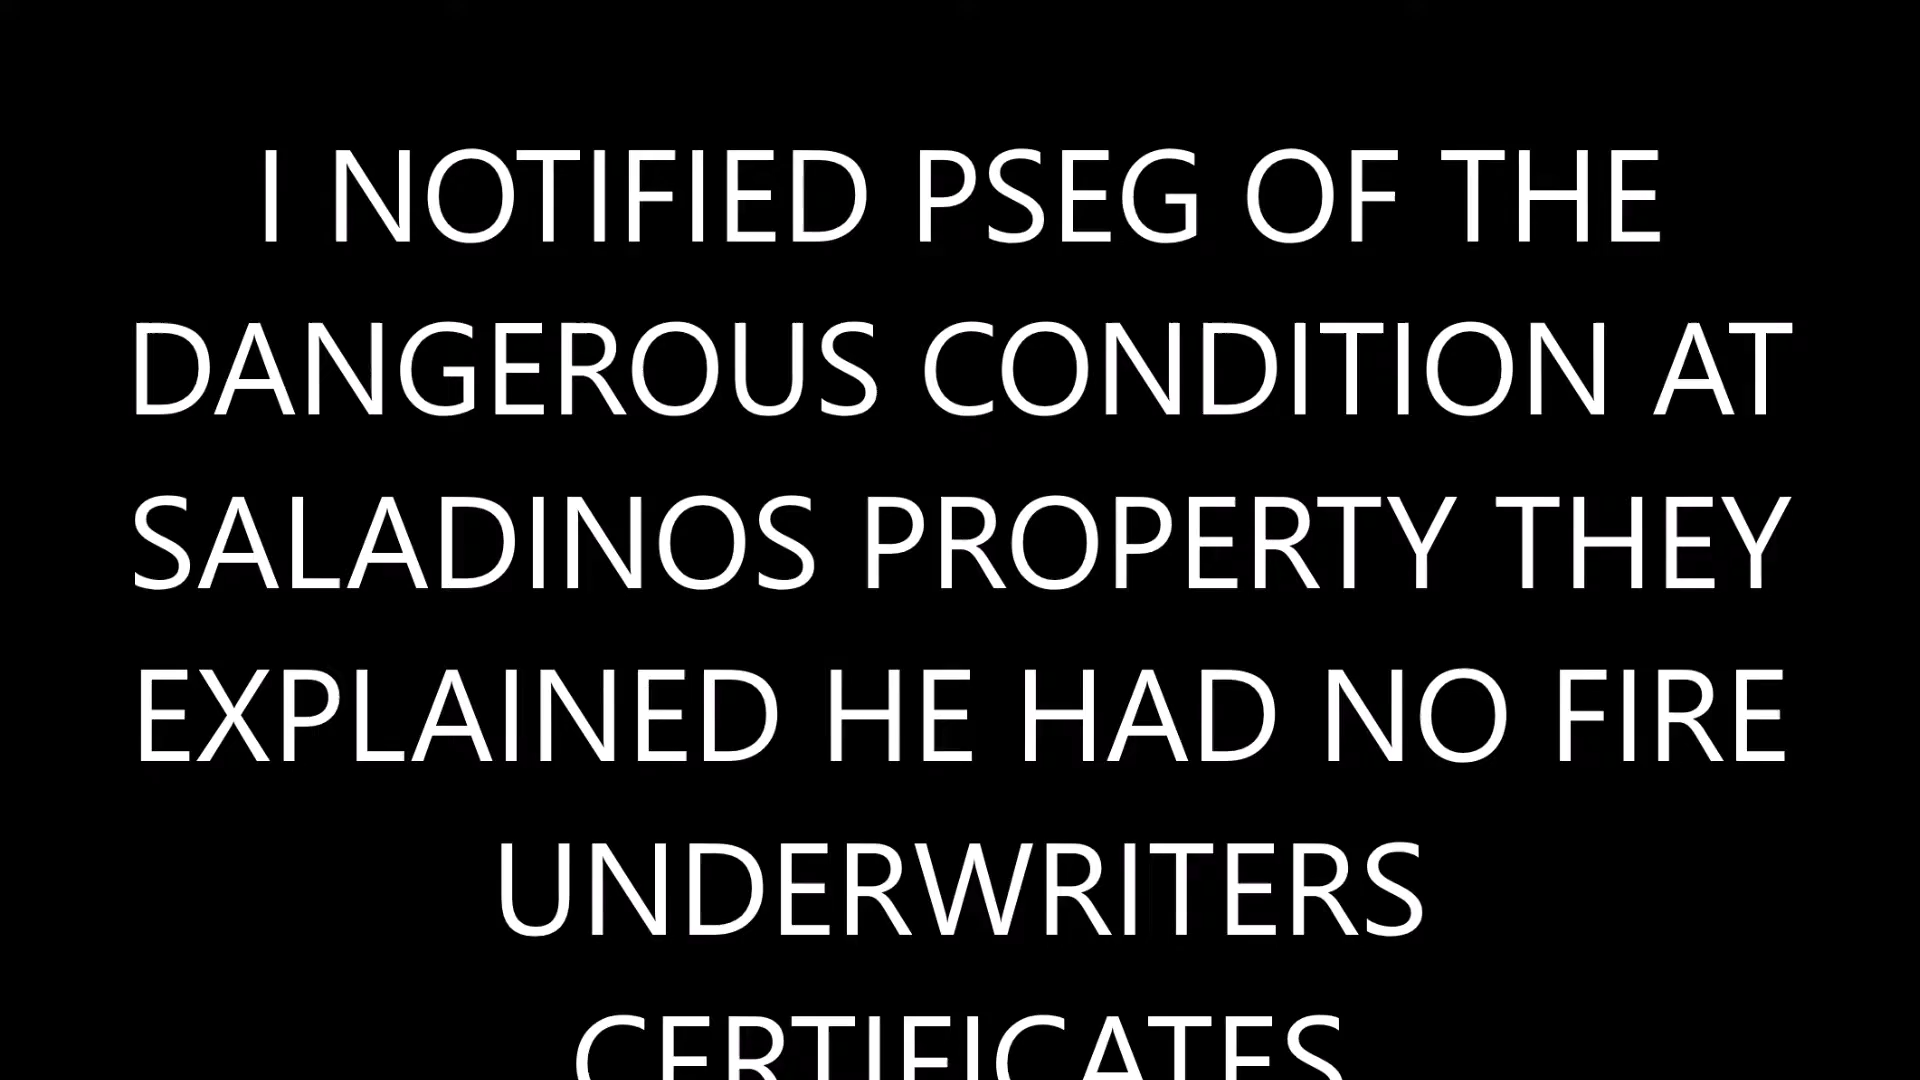 I NOTIFIED PSEG OF THE
DANGEROUS CONDITION AT
SALADINOS PROPERTY THEY
EXPLAINED HE HAD NO FIRE
UNDERWRITERS
CERTIFICATES